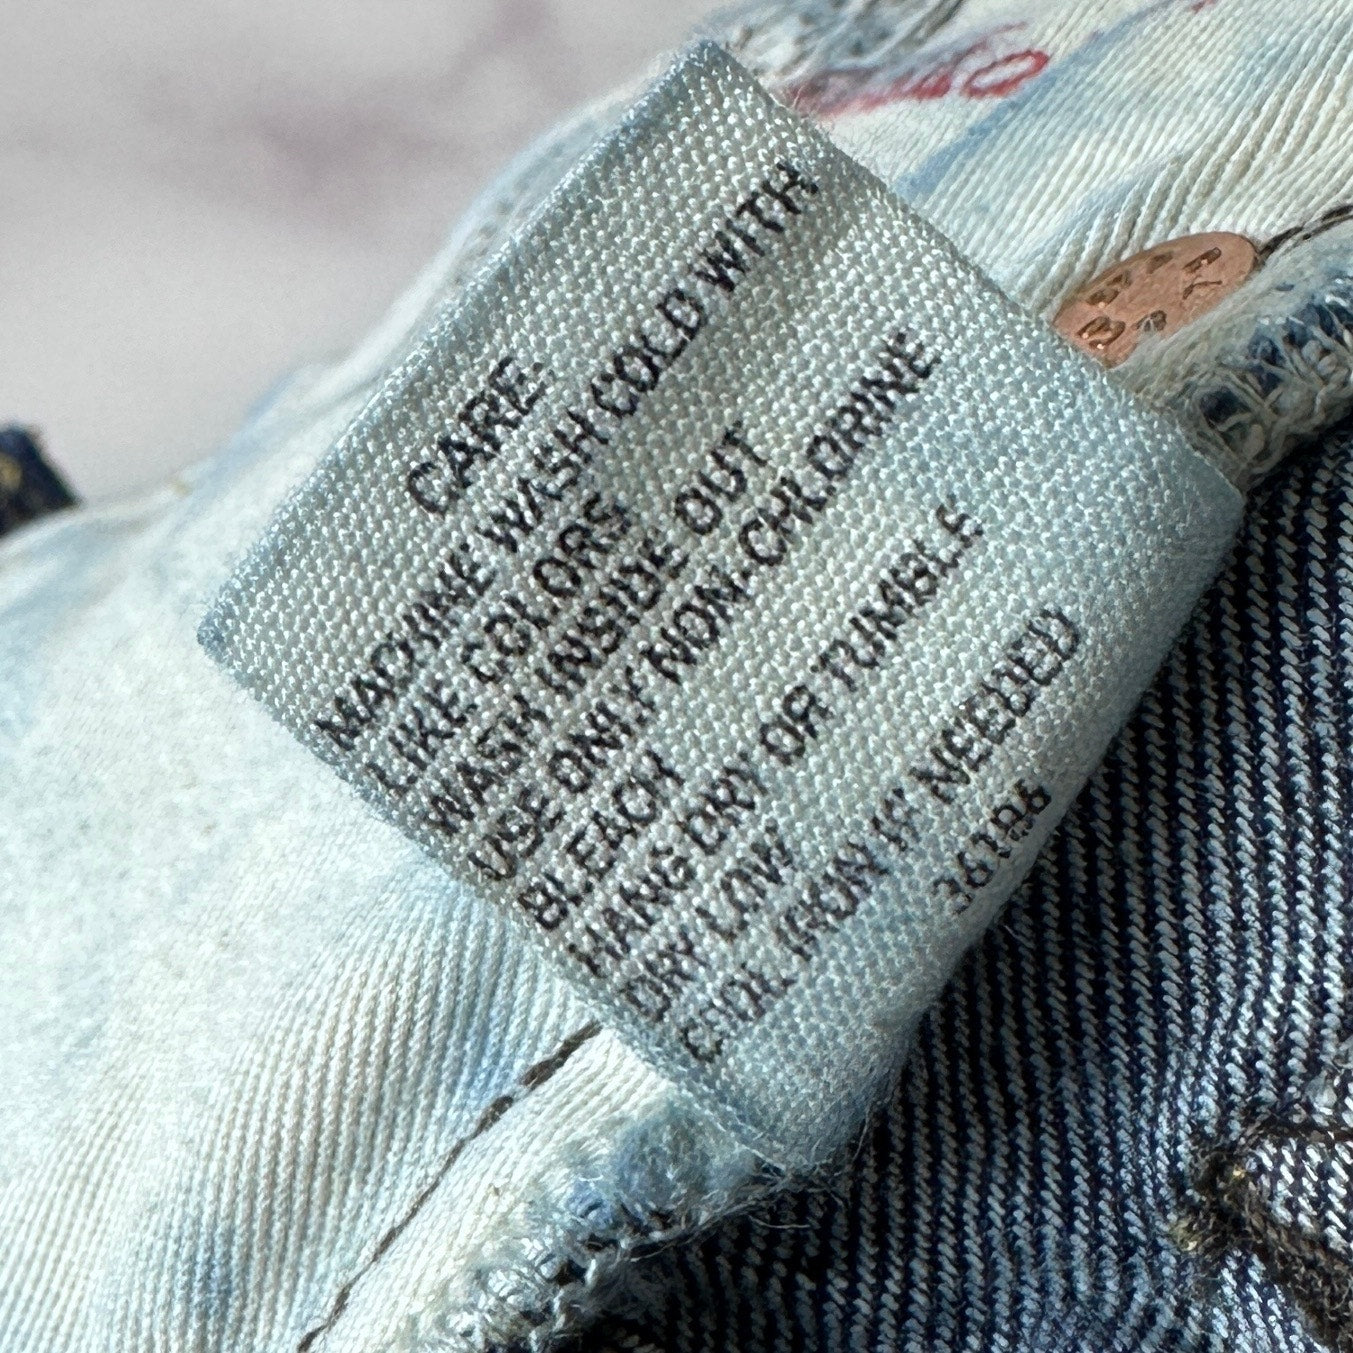 CARE
MACHINE WASH COLD WITH
LIKE COLORS
WASH INSIDE OUT
USE ONLY NON-CHLORINE
BLEACH
HANG DRY OR TUMBLE
DRY LOW
COOL IRON IF NEEDED